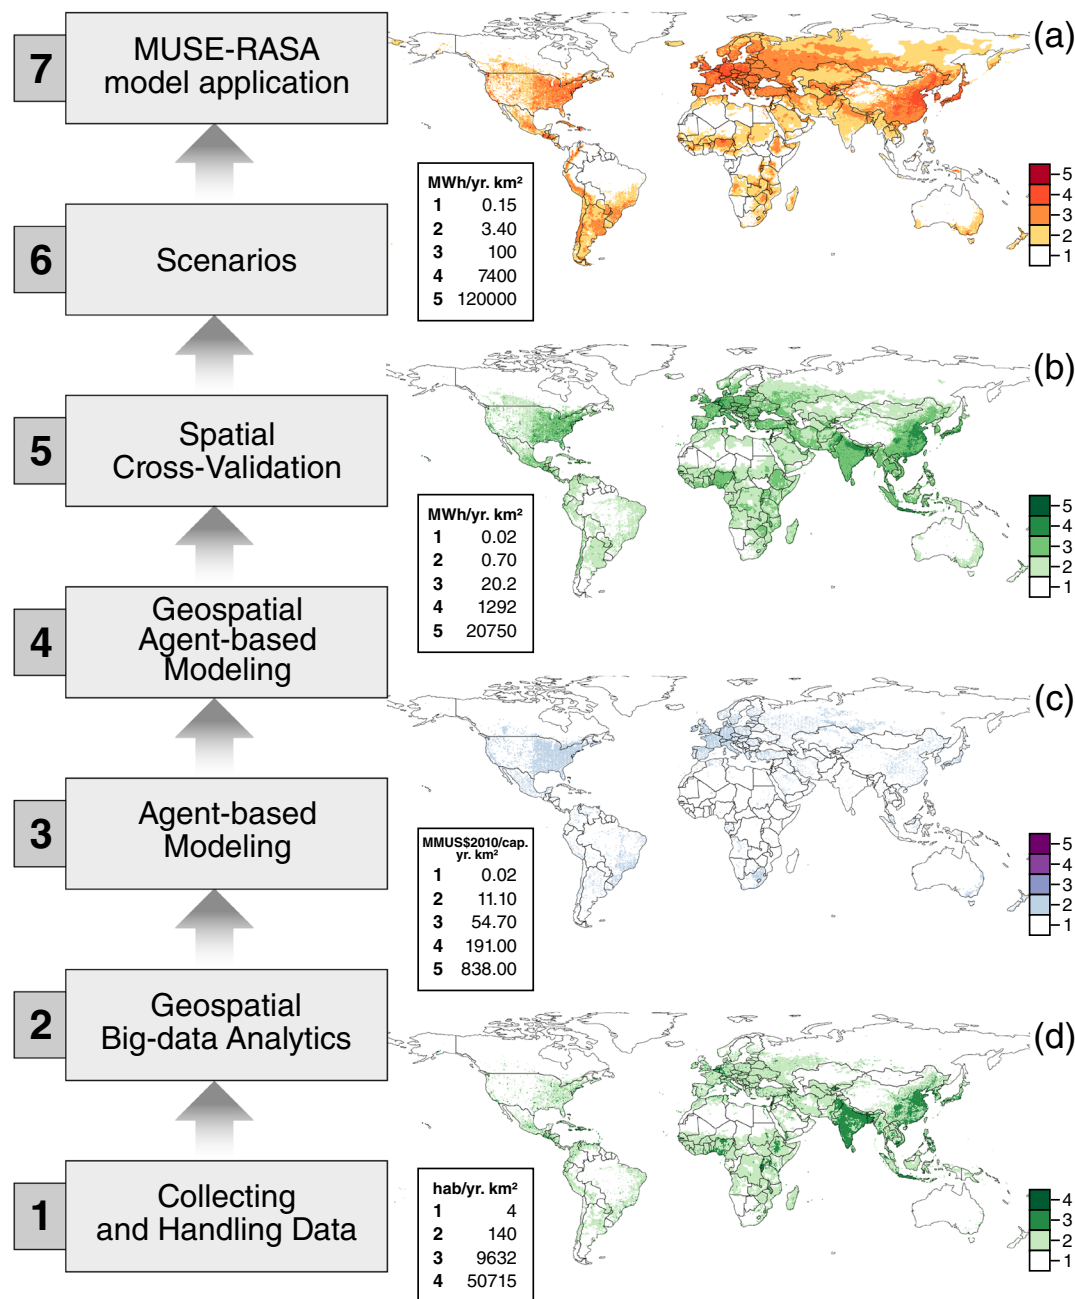 7
MUSE-RASA
model application
6
Scenarios
5
Spatial
Cross-Validation
4
Geospatial
Agent-based
Modeling
3
Agent-based
Modeling
2
Geospatial
Big-data Analytics
1
Collecting
and Handling Data
(a)
MWh/yr. km²
1 0.15
2 3.40
3 100
4 7400
5 120000
5
4
3
2
1
(b)
MWh/yr. km²
1 0.02
2 0.70
3 20.2
4 1292
5 20750
5
4
3
2
1
(c)
MMUS$2010/cap.
yr. km²
1 0.02
2 11.10
3 54.70
4 191.00
5 838.00
5
4
3
2
1
(d)
hab/yr. km²
1 4
2 140
3 9632
4 50715
4
3
2
1